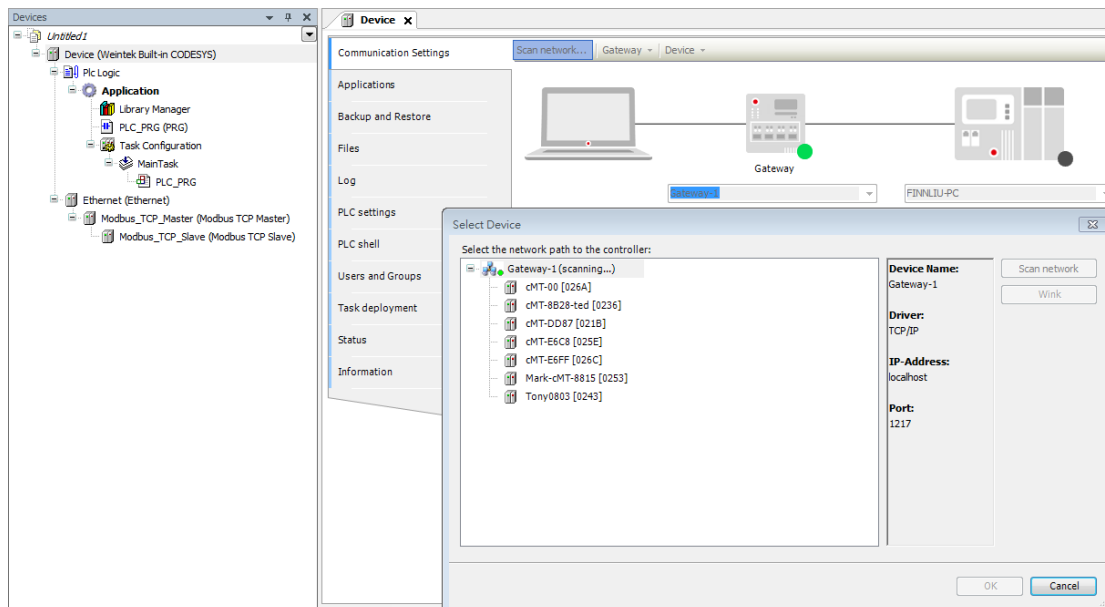 Devices
Untitled1
Device (Weintek Built-in CODESYS)
Plc Logic
Application
Library Manager
PLC_PRG (PRG)
Task Configuration
MainTask
PLC_PRG
Ethernet (Ethernet)
Modbus_TCP_Master (Modbus TCP Master)
Modbus_TCP_Slave (Modbus TCP Slave)
Device
Communication Settings
Applications
Backup and Restore
Files
Log
PLC settings
PLC shell
Users and Groups
Task deployment
Status
Information
Scan network... Gateway Device
Gateway
Gateway-1 FINNLIU-PC
Select Device
Select the network path to the controller:
Gateway-1 (scanning...)
cMT-00 [026A]
cMT-8B28-ted [0236]
cMT-DD87 [021B]
cMT-E6C8 [025E]
cMT-E6FF [026C]
Mark-cMT-8815 [0253]
Tony0803 [0243]
Device Name:
Gateway-1
Driver:
TCP/IP
IP-Address:
localhost
Port:
1217
Scan network
Wink
OK Cancel